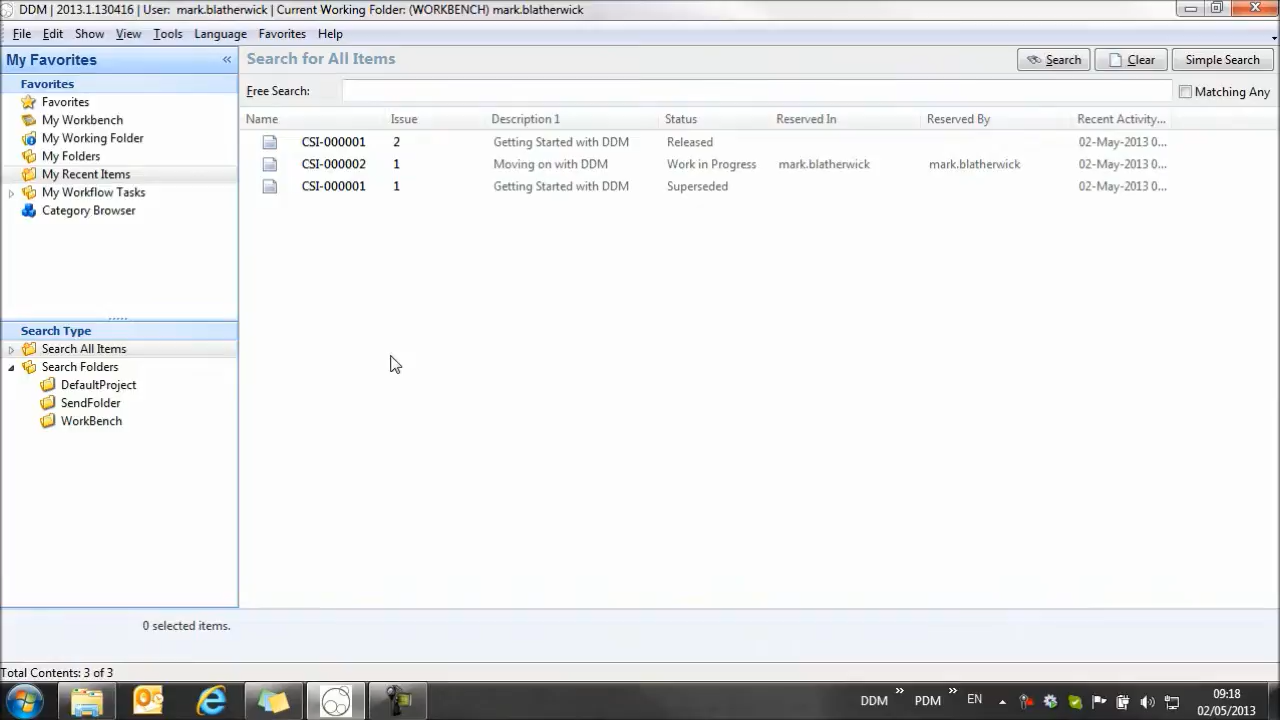 DDM | 2013.1.130416 | User: mark.blatherwick | Current Working Folder: (WORKBENCH) mark.blatherwick
File Edit Show View Tools Language Favorites Help
My Favorites «
Favorites
Favorites
My Workbench
My Working Folder
My Folders
My Recent Items
My Workflow Tasks
Category Browser
Search Type
Search All Items
Search Folders
DefaultProject
SendFolder
WorkBench
Search for All Items Search Clear Simple Search
Free Search: Matching Any
Name Issue Description 1 Status Reserved In Reserved By Recent Activity...
CSI-000001 2 Getting Started with DDM Released 02-May-2013 0...
CSI-000002 1 Moving on with DDM Work in Progress mark.blatherwick mark.blatherwick 02-May-2013 0...
CSI-000001 1 Getting Started with DDM Superseded 02-May-2013 0...
0 selected items.
Total Contents: 3 of 3
DDM » PDM » EN 09:18
02/05/2013